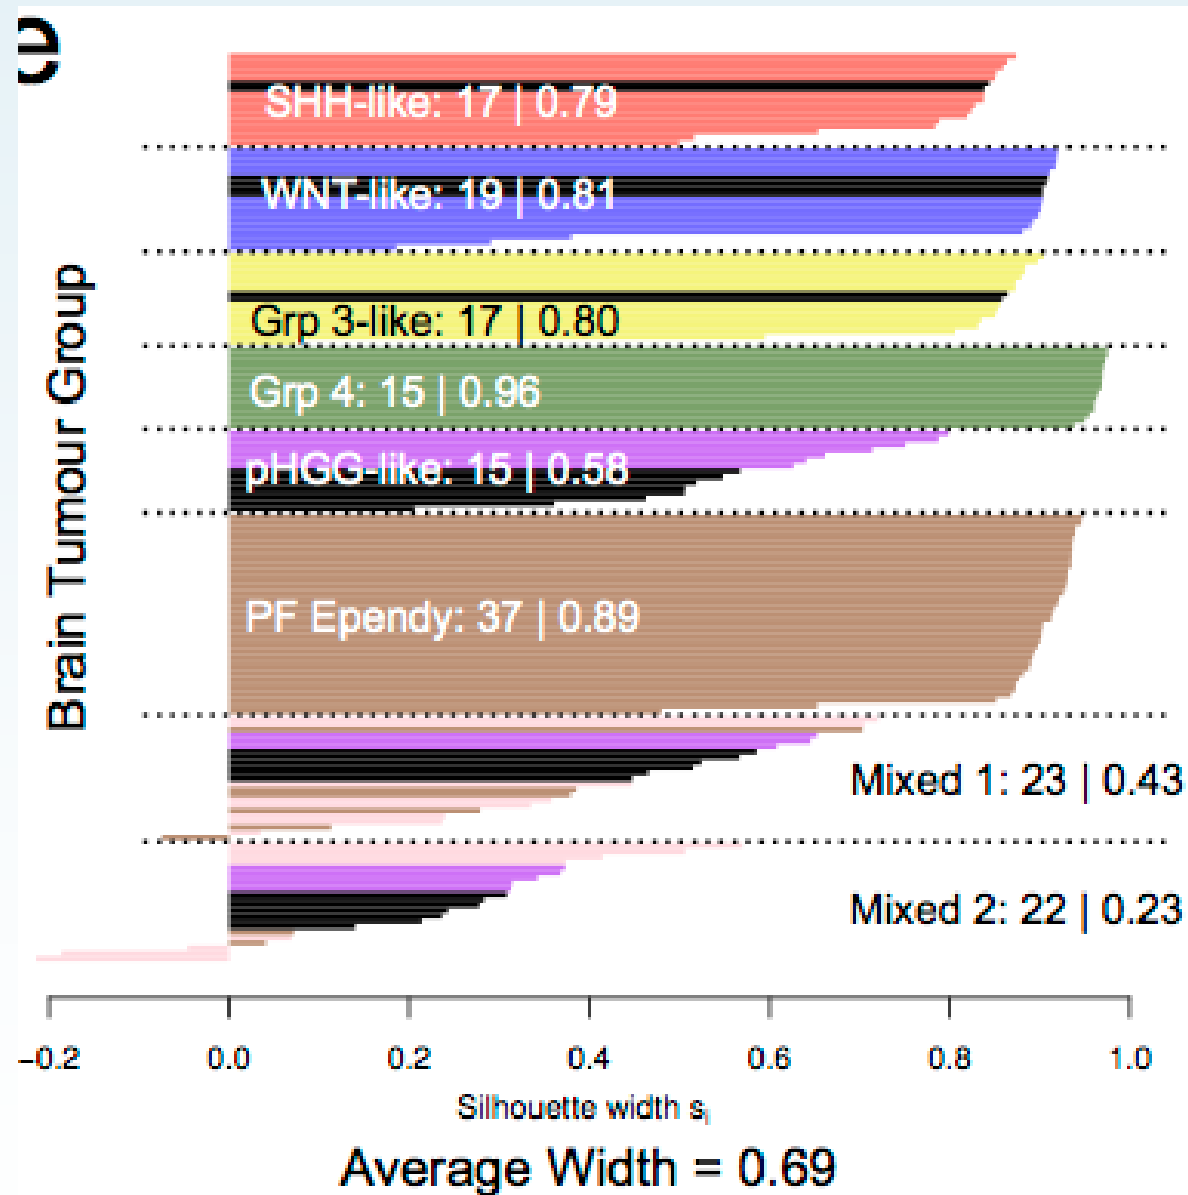 e
SHH-like: 17 | 0.79
WNT-like: 19 | 0.81
Grp 3-like: 17 | 0.80
Grp 4: 15 | 0.96
pHGG-like: 15 | 0.58
PF Ependy: 37 | 0.89
Mixed 1: 23 | 0.43
Mixed 2: 22 | 0.23
Brain Tumour Group
−0.2 0.0 0.2 0.4 0.6 0.8 1.0
Silhouette width si
Average Width = 0.69